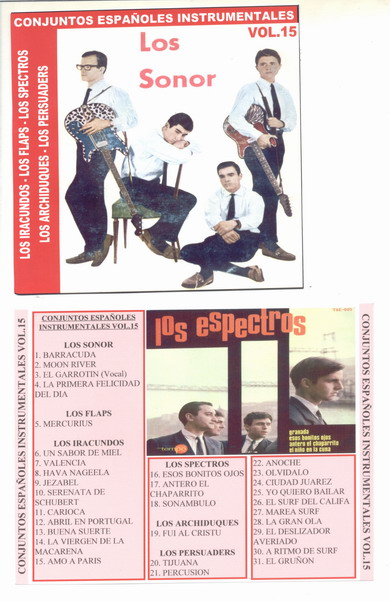 CONJUNTOS ESPAÑOLES INSTRUMENTALES
VOL.15
Los
Sonor
LOS IRACUNDOS - LOS FLAPS - LOS SPECTROS
LOS ARCHIDUQUES - LOS PERSUADERS
CONJUNTOS ESPAÑOLES INSTRUMENTALES VOL.15
CONJUNTOS ESPAÑOLES
INSTRUMENTALES VOL.15
LOS SONOR
1. BARRACUDA
2. MOON RIVER
3. EL GARROTIN (Vocal)
4. LA PRIMERA FELICIDAD
DEL DIA
LOS FLAPS
5. MERCURIUS
LOS IRACUNDOS
6. UN SABOR DE MIEL
7. VALENCIA
8. HAVA NAGEELA
9. JEZABEL
10. SERENATA DE
SCHUBERT
11. CARIOCA
12. ABRIL EN PORTUGAL
13. BUENA SUERTE
14. LA VIERGEN DE LA
MACARENA
15. AMO A PARIS
los espectros
granada
esos bonitos ojos
antero el chaparrito
el niño en la cuna
LOS SPECTROS
16. ESOS BONITOS OJOS
17. ANTERO EL
CHAPARRITO
18. SONAMBULO
LOS ARCHIDUQUES
19. FUI AL CRISTU
LOS PERSUADERS
20. TIJUANA
21. PERCUSION
22. ANOCHE
23. OLVIDALO
24. CIUDAD JUAREZ
25. YO QUIERO BAILAR
26. EL SURF DEL CALIFA
27. MAREA SURF
28. LA GRAN OLA
29. EL DESLIZADOR
AVERIADO
30. A RITMO DE SURF
31. EL GRUÑON
CONJUNTOS ESPAÑOLES INSTRUMENTALES VOL.15